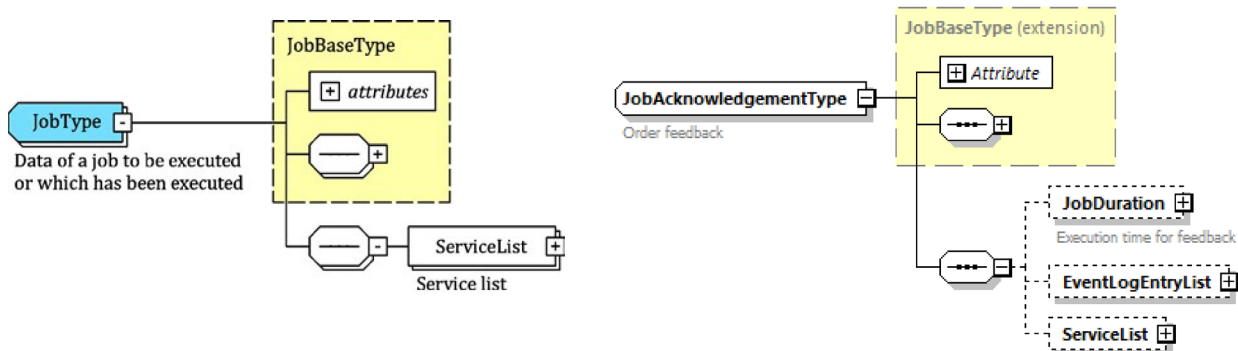 JobBaseType
attributes
JobType
Data of a job to be executed
or which has been executed
ServiceList
Service list
JobBaseType (extension)
Attribute
JobAcknowledgementType
Order feedback
JobDuration
Execution time for feedback
EventLogEntryList
ServiceList